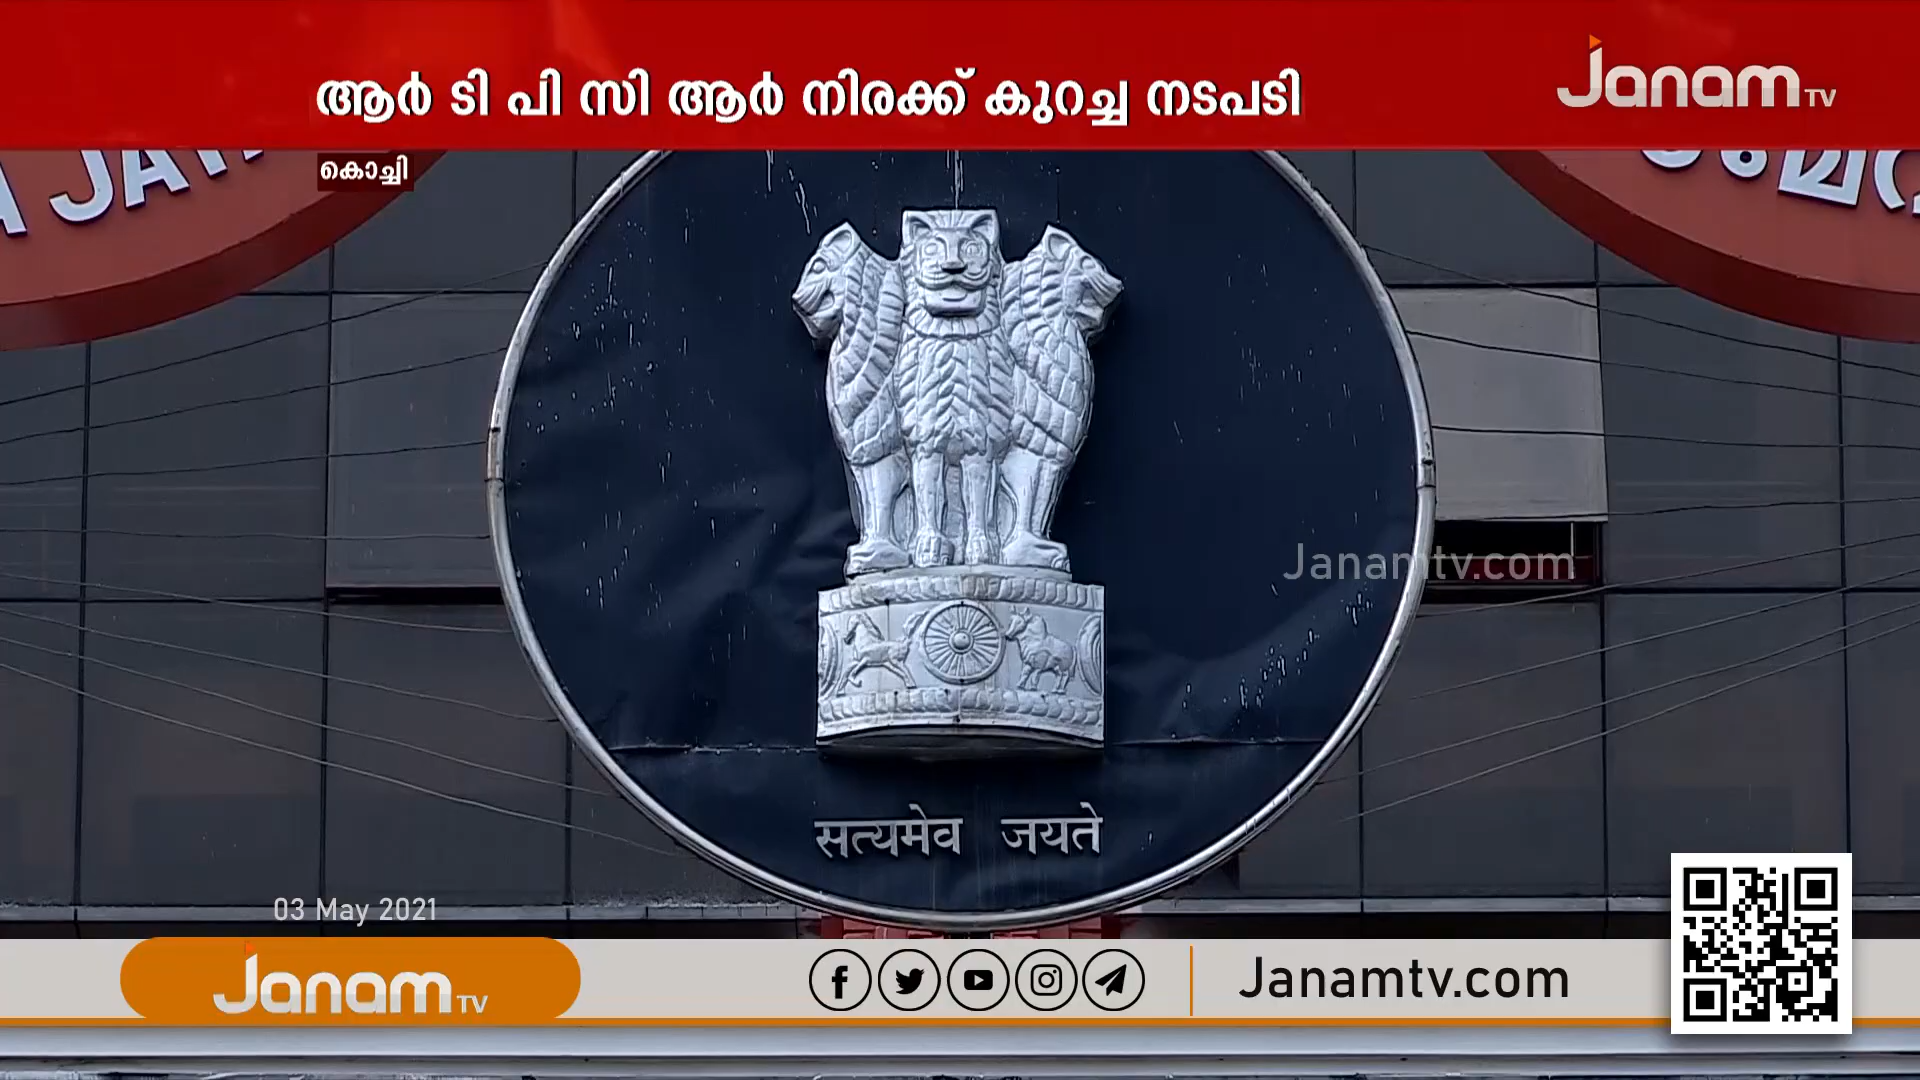 ആർ ടി പി സി ആർ നിരക്ക് കുറച്ച നടപടി
Janam TV
കൊച്ചി
JAY
Janamtv.com
सत्यमेव जयते
03 May 2021
Janam TV
Janamtv.com